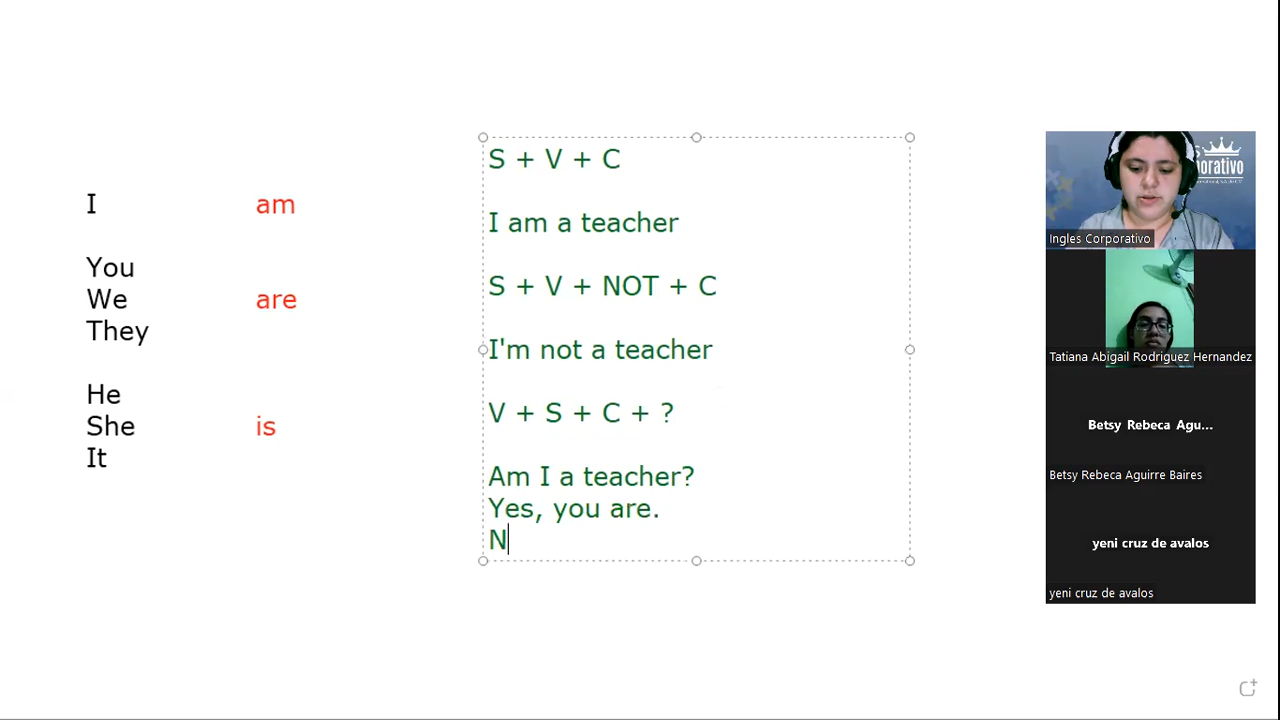 I am
You
We are
They
He
She is
It
S + V + C
I am a teacher
S + V + NOT + C
I'm not a teacher
V + S + C + ?
Am I a teacher?
Yes, you are.
N
orativo
Ingles Corporativo
Tatiana Abigail Rodriguez Hernandez
Betsy Rebeca Agu...
Betsy Rebeca Aguirre Baires
yeni cruz de avalos
yeni cruz de avalos